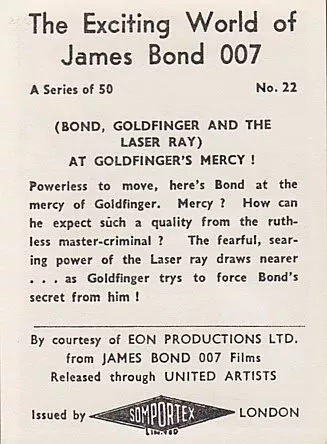 The Exciting World of
James Bond 007
A Series of 50 No. 22
(BOND, GOLDFINGER AND THE
LASER RAY)
AT GOLDFINGER'S MERCY !
Powerless to move, here's Bond at the
mercy of Goldfinger. Mercy ? How can
he expect such a quality from the ruth-
less master-criminal ? The fearful, sear-
ing power of the Laser ray draws nearer
. . . as Goldfinger trys to force Bond's
secret from him !
By courtesy of EON PRODUCTIONS LTD.
from JAMES BOND 007 Films
Released through UNITED ARTISTS
Issued by SOMPORTEX LONDON
LIMITED